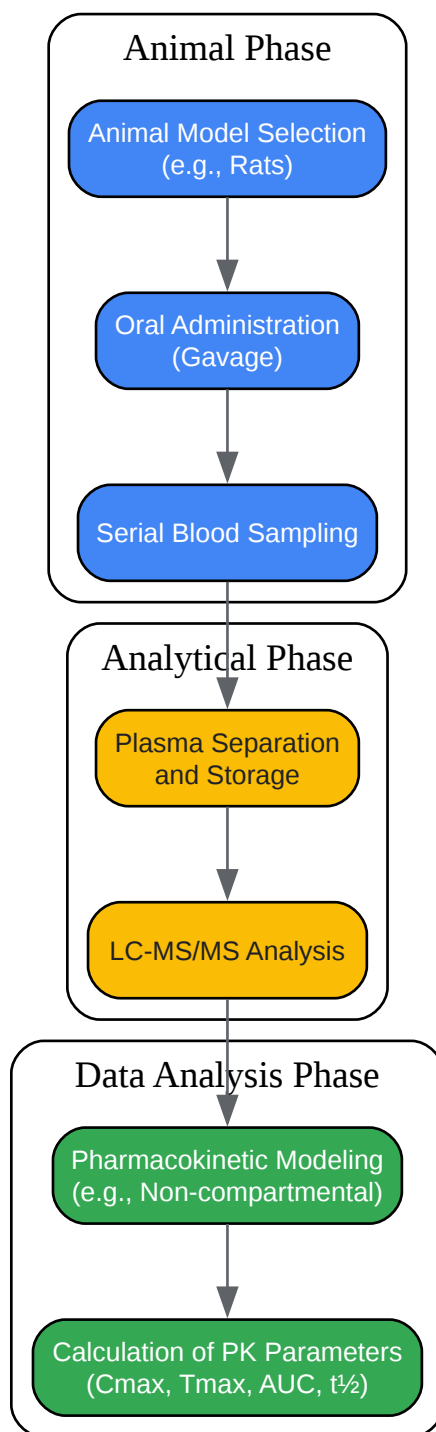 Animal Phase
Animal Model Selection
(e.g., Rats)
Oral Administration
(Gavage)
Serial Blood Sampling
Analytical Phase
Plasma Separation
and Storage
LC-MS/MS Analysis
Data Analysis Phase
Pharmacokinetic Modeling
(e.g., Non-compartmental)
Calculation of PK Parameters
(Cmax, Tmax, AUC, t½)